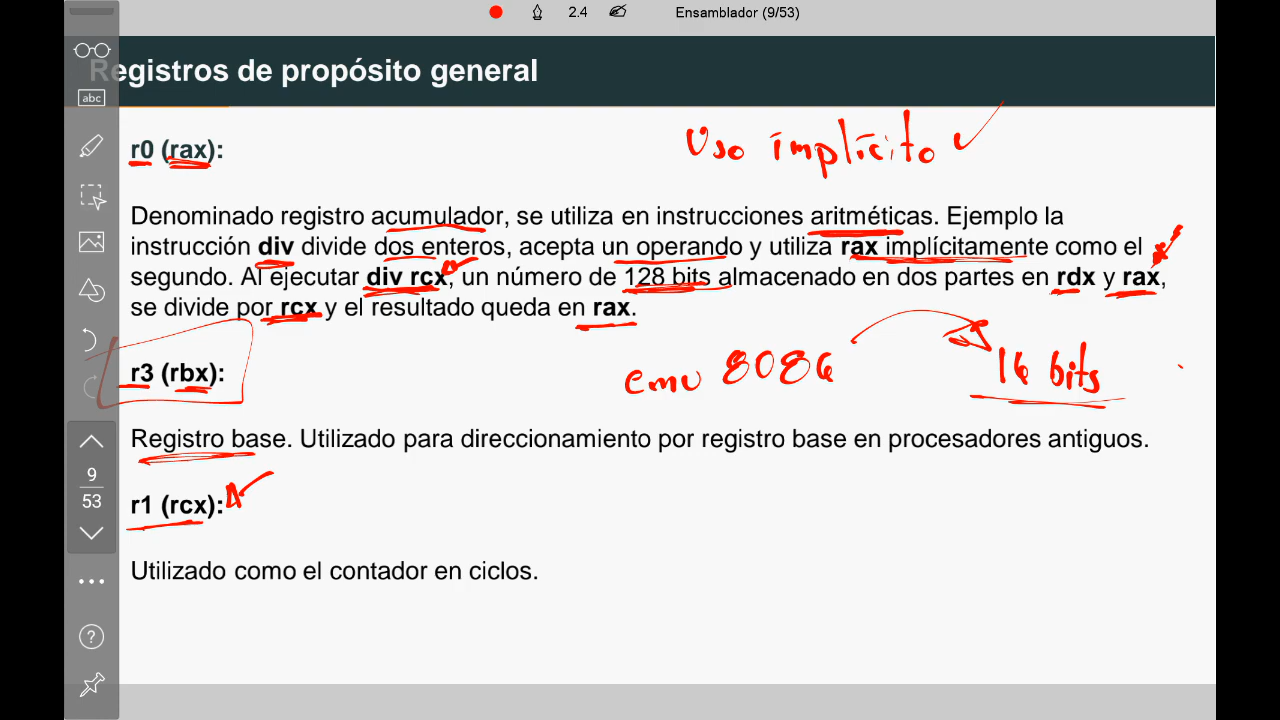 2.4 Ensamblador (9/53)
Registros de propósito general
abc
r0 (rax):
Uso implícito
Denominado registro acumulador, se utiliza en instrucciones aritméticas. Ejemplo la
instrucción div divide dos enteros, acepta un operando y utiliza rax implícitamente como el
segundo. Al ejecutar div rcx, un número de 128 bits almacenado en dos partes en rdx y rax,
se divide por rcx y el resultado queda en rax.
r3 (rbx):
emu 8086
16 bits
Registro base. Utilizado para direccionamiento por registro base en procesadores antiguos.
9
53
r1 (rcx):
Utilizado como el contador en ciclos.
?